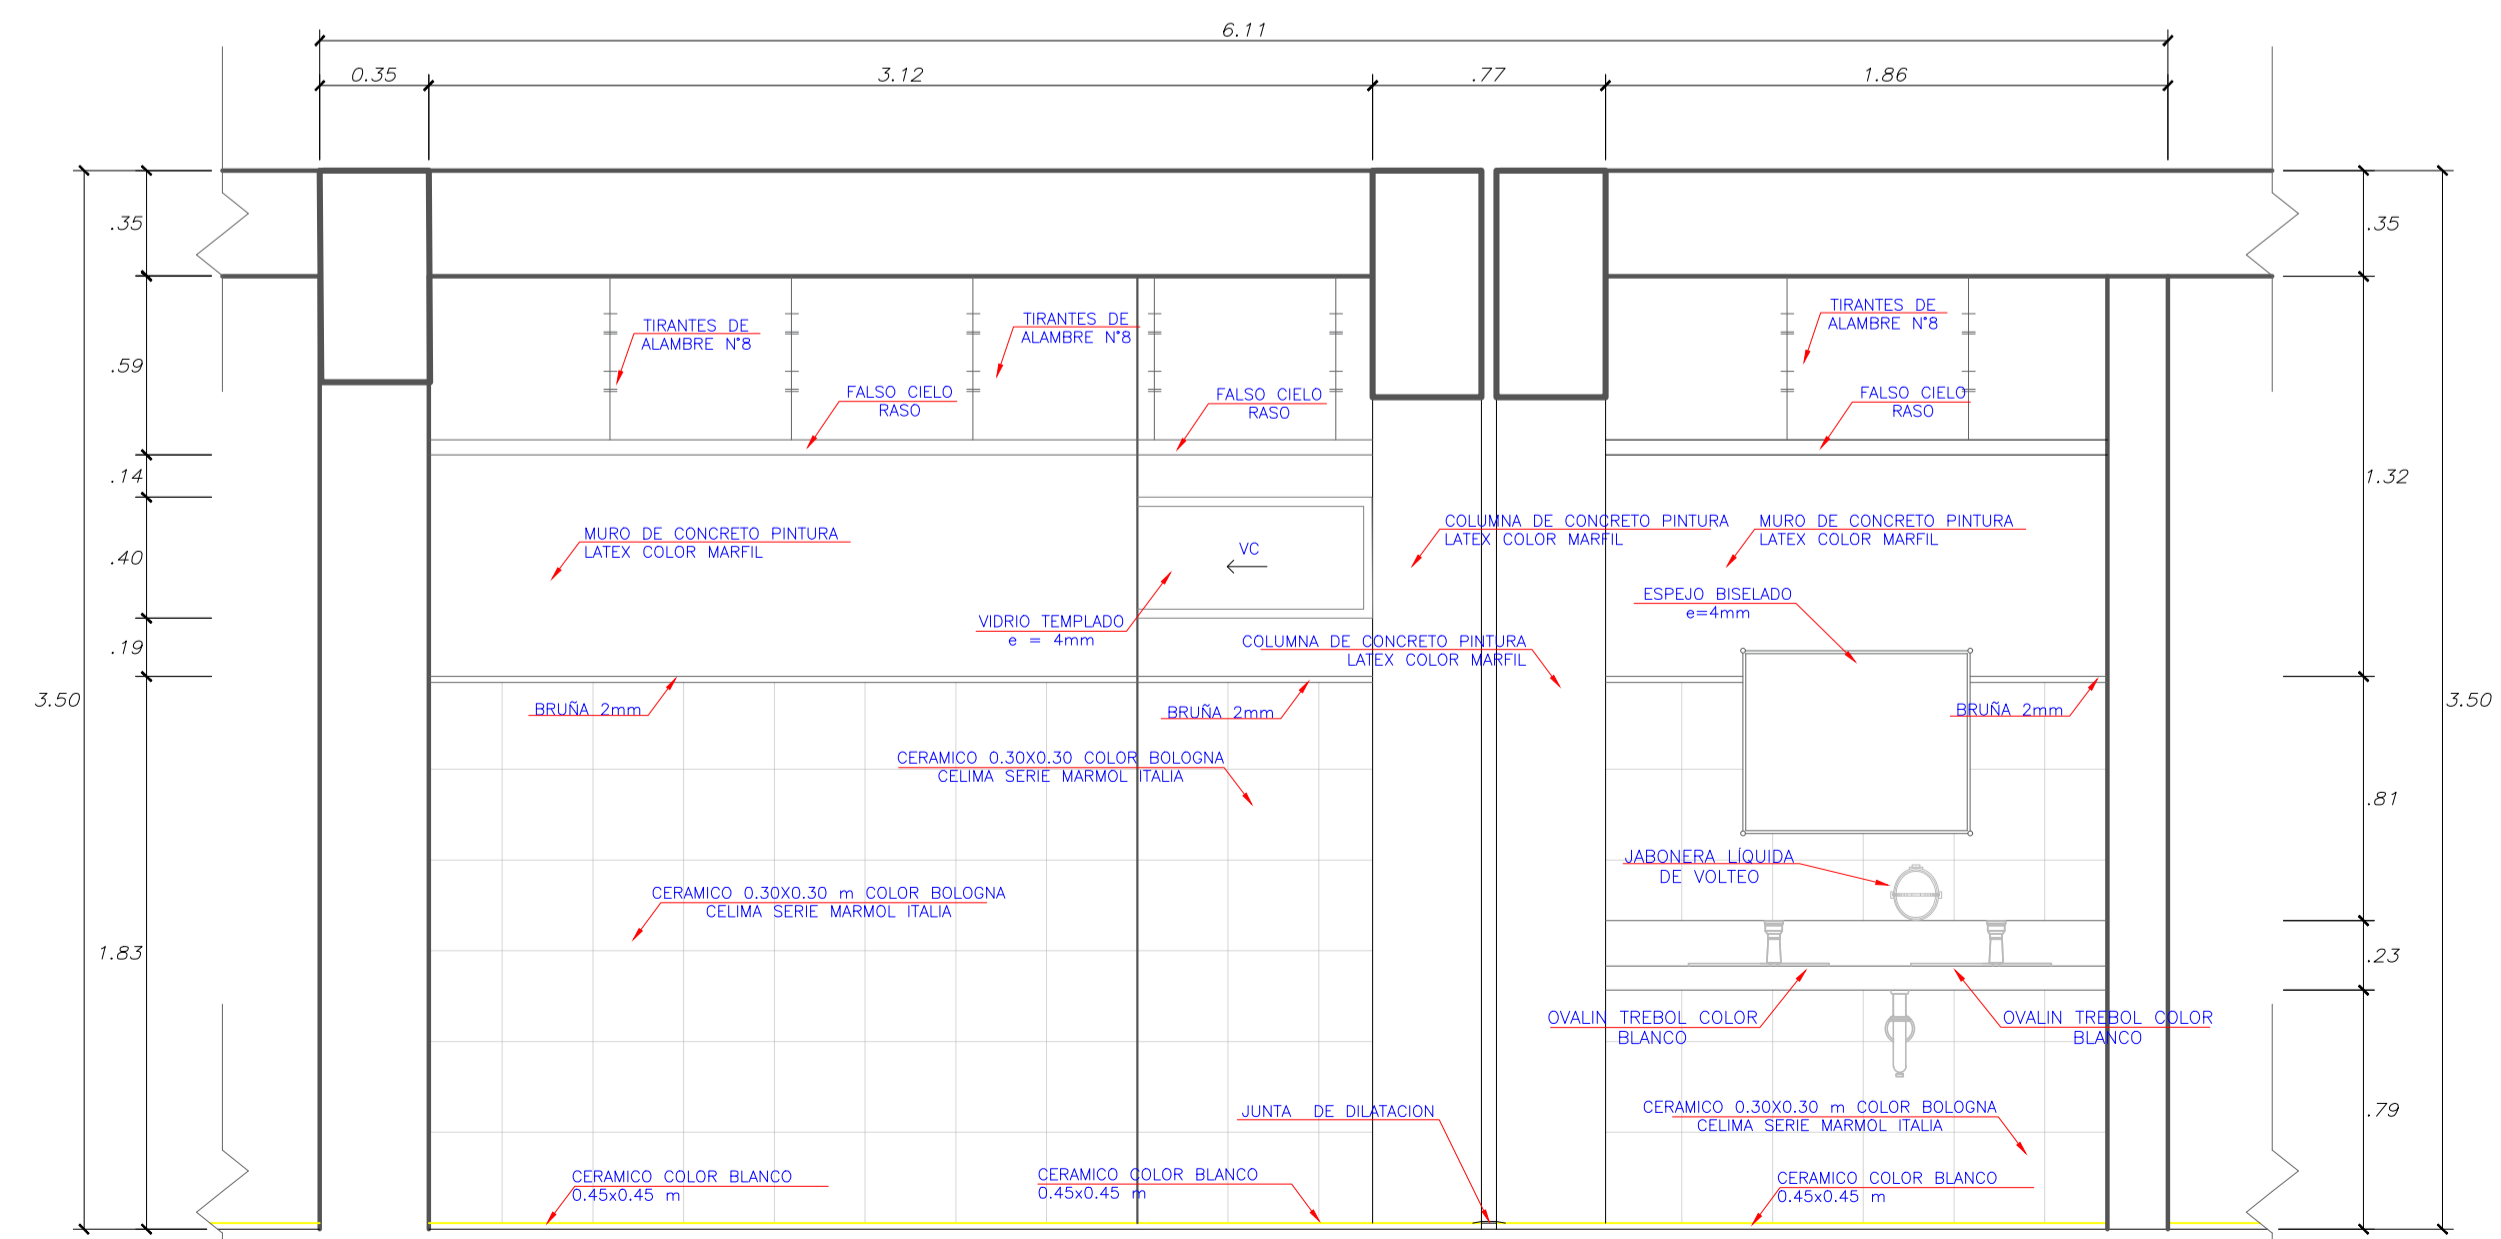 6.11
0.35
3.12
.77
1.86
.35
.59
.14
.40
.19
1.83
3.50
.35
1.32
.81
.23
.79
3.50
TIRANTES DE
ALAMBRE N°8
TIRANTES DE
ALAMBRE N°8
TIRANTES DE
ALAMBRE N°8
FALSO CIELO
RASO
FALSO CIELO
RASO
FALSO CIELO
RASO
MURO DE CONCRETO PINTURA
LATEX COLOR MARFIL
VC
COLUMNA DE CONCRETO PINTURA
LATEX COLOR MARFIL
MURO DE CONCRETO PINTURA
LATEX COLOR MARFIL
ESPEJO BISELADO
e=4mm
VIDRIO TEMPLADO
e = 4mm
COLUMNA DE CONCRETO PINTURA
LATEX COLOR MARFIL
BRUÑA 2mm
BRUÑA 2mm
BRUÑA 2mm
CERAMICO 0.30X0.30 COLOR BOLOGNA
CELIMA SERIE MARMOL ITALIA
JABONERA LÍQUIDA
DE VOLTEO
CERAMICO 0.30X0.30 m COLOR BOLOGNA
CELIMA SERIE MARMOL ITALIA
OVALIN TREBOL COLOR
BLANCO
OVALIN TREBOL COLOR
BLANCO
JUNTA DE DILATACION
CERAMICO 0.30X0.30 m COLOR BOLOGNA
CELIMA SERIE MARMOL ITALIA
CERAMICO COLOR BLANCO
0.45x0.45 m
CERAMICO COLOR BLANCO
0.45x0.45 m
CERAMICO COLOR BLANCO
0.45x0.45 m